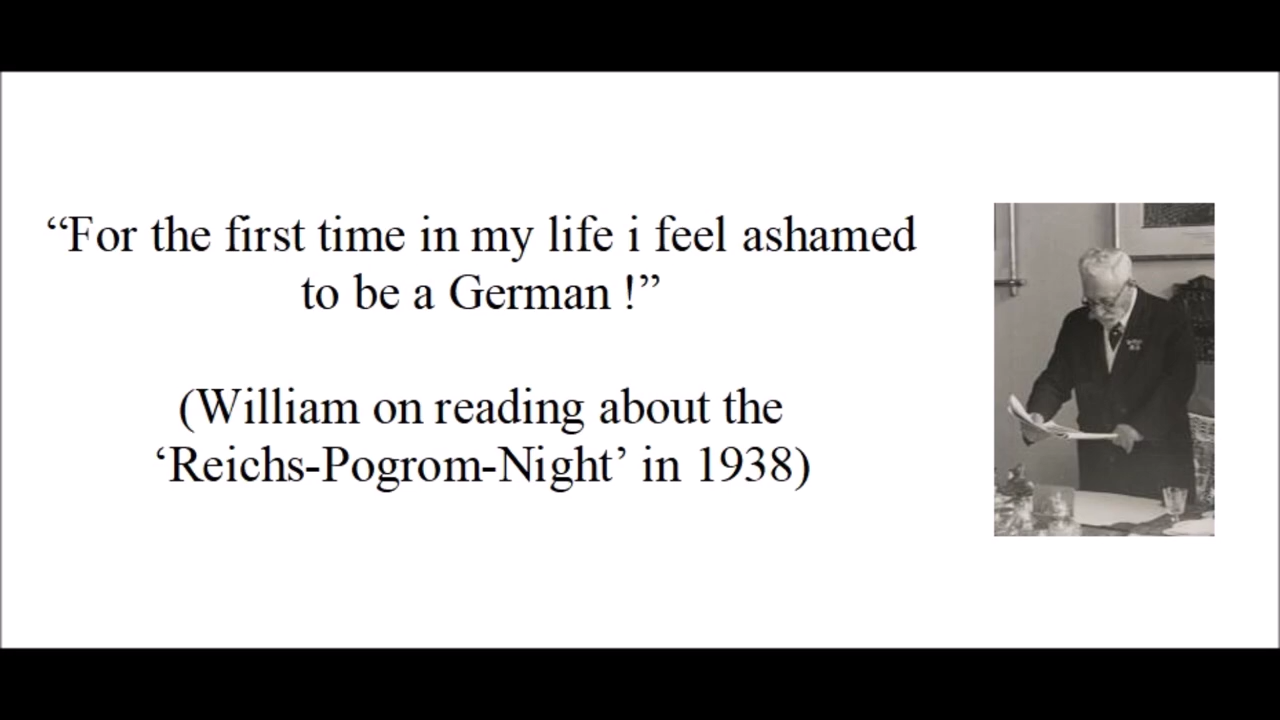 “For the first time in my life i feel ashamed
to be a German !”
(William on reading about the
‘Reichs-Pogrom-Night’ in 1938)